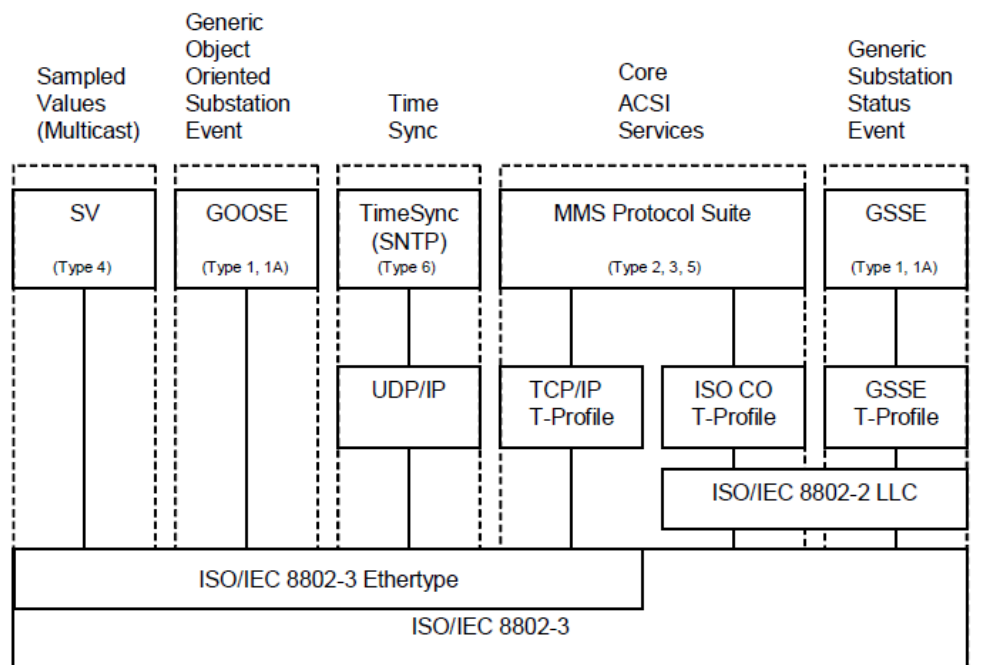 Sampled
Values
(Multicast)
Generic
Object
Oriented
Substation
Event
Time
Sync
Core
ACSI
Services
Generic
Substation
Status
Event
SV
(Type 4)
GOOSE
(Type 1, 1A)
TimeSync
(SNTP)
(Type 6)
MMS Protocol Suite
(Type 2, 3, 5)
GSSE
(Type 1, 1A)
UDP/IP
TCP/IP
T-Profile
ISO CO
T-Profile
GSSE
T-Profile
ISO/IEC 8802-2 LLC
ISO/IEC 8802-3 Ethertype
ISO/IEC 8802-3